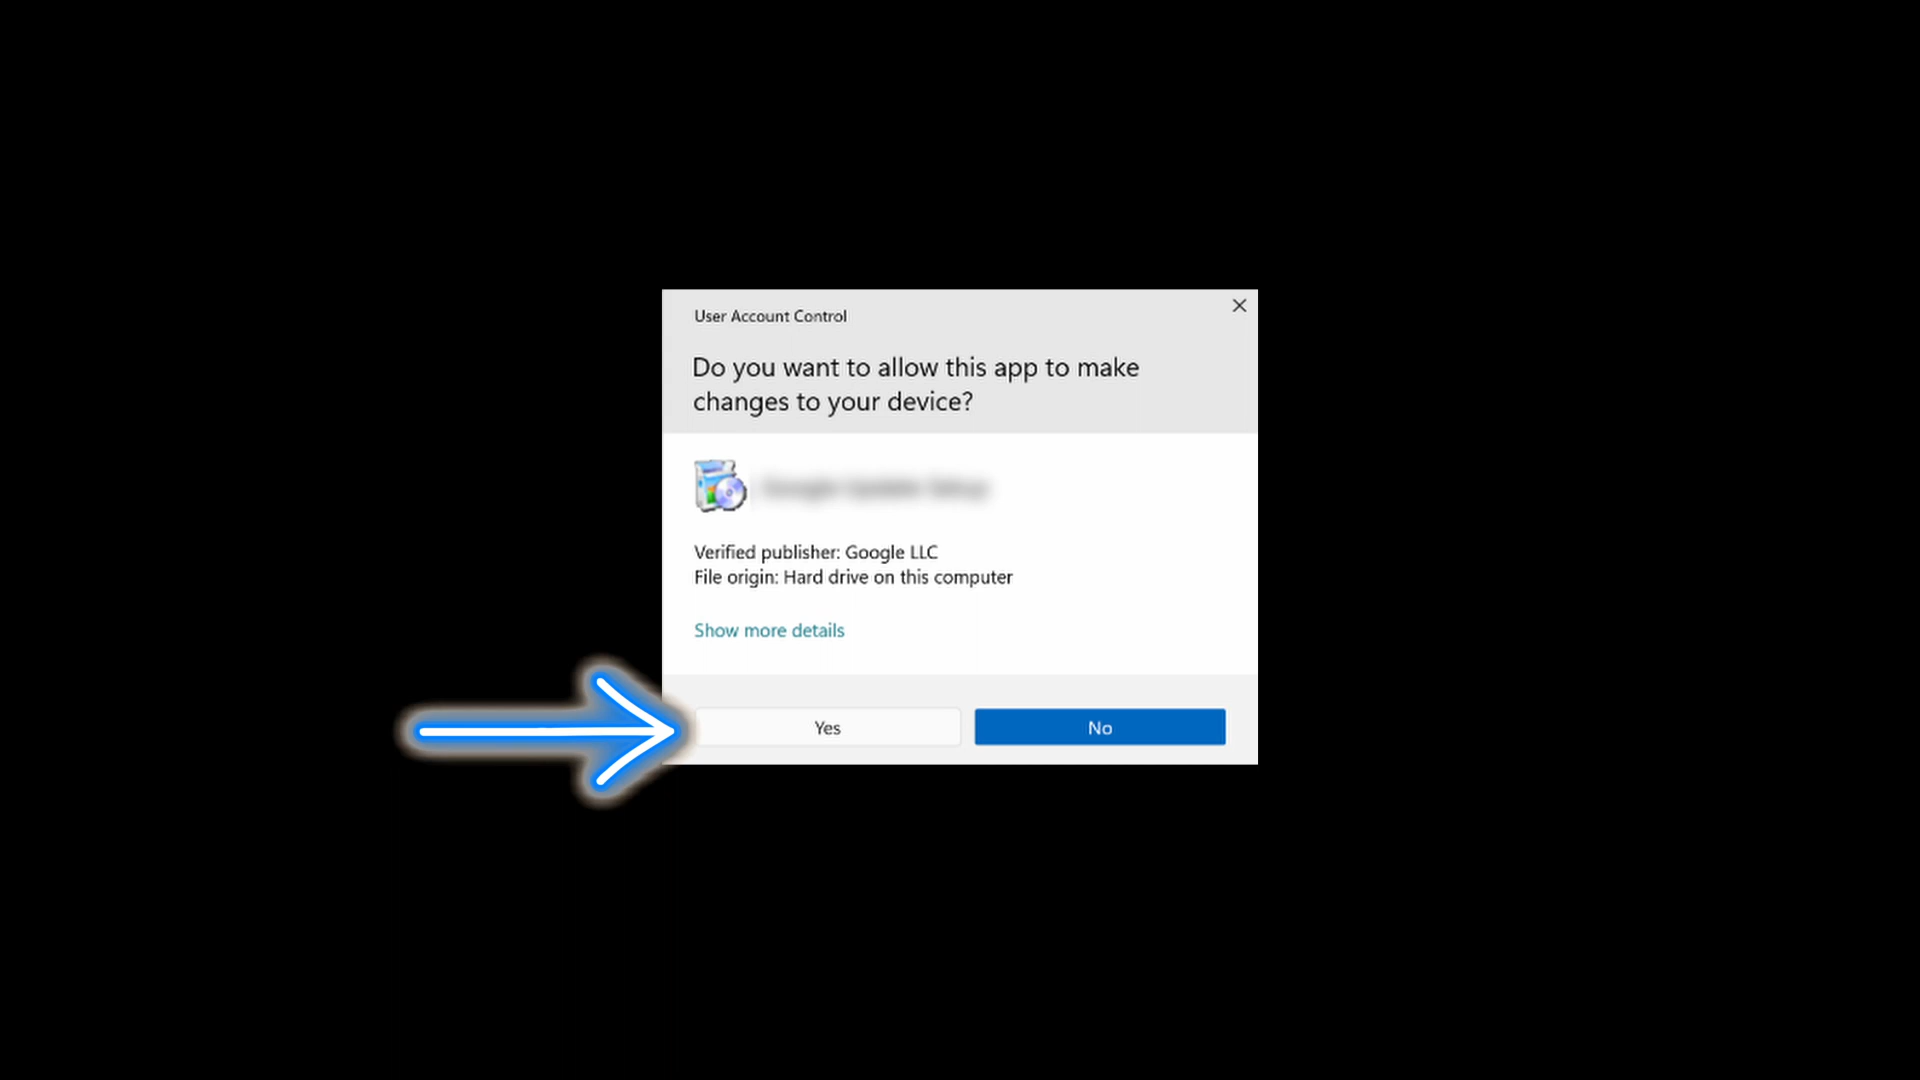 User Account Control
Do you want to allow this app to make
changes to your device?
Verified publisher: Google LLC
File origin: Hard drive on this computer
Show more details
Yes
No